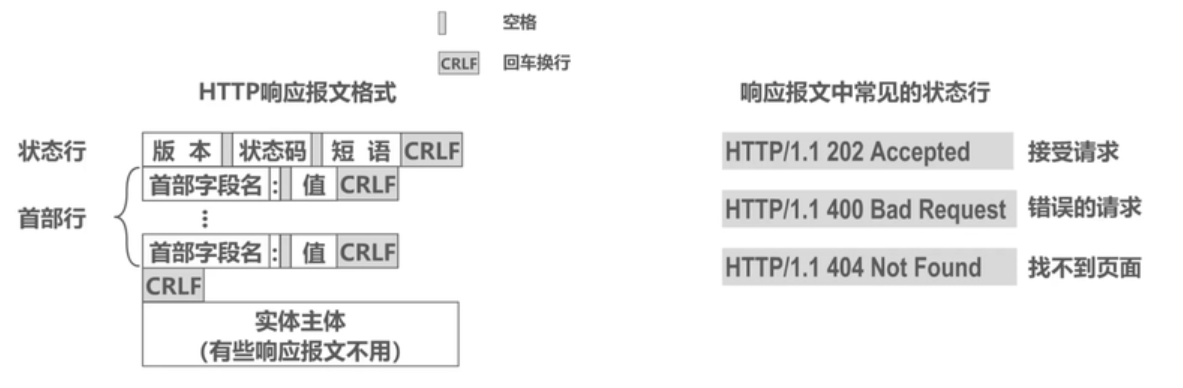 空格
CRLF 回车换行
HTTP响应报文格式
响应报文中常见的状态行
状态行
版 本 状态码 短 语 CRLF
首部行
首部字段名 : 值 CRLF
⋮
首部字段名 : 值 CRLF
CRLF
实体主体
(有些响应报文不用)
HTTP/1.1 202 Accepted 接受请求
HTTP/1.1 400 Bad Request 错误的请求
HTTP/1.1 404 Not Found 找不到页面